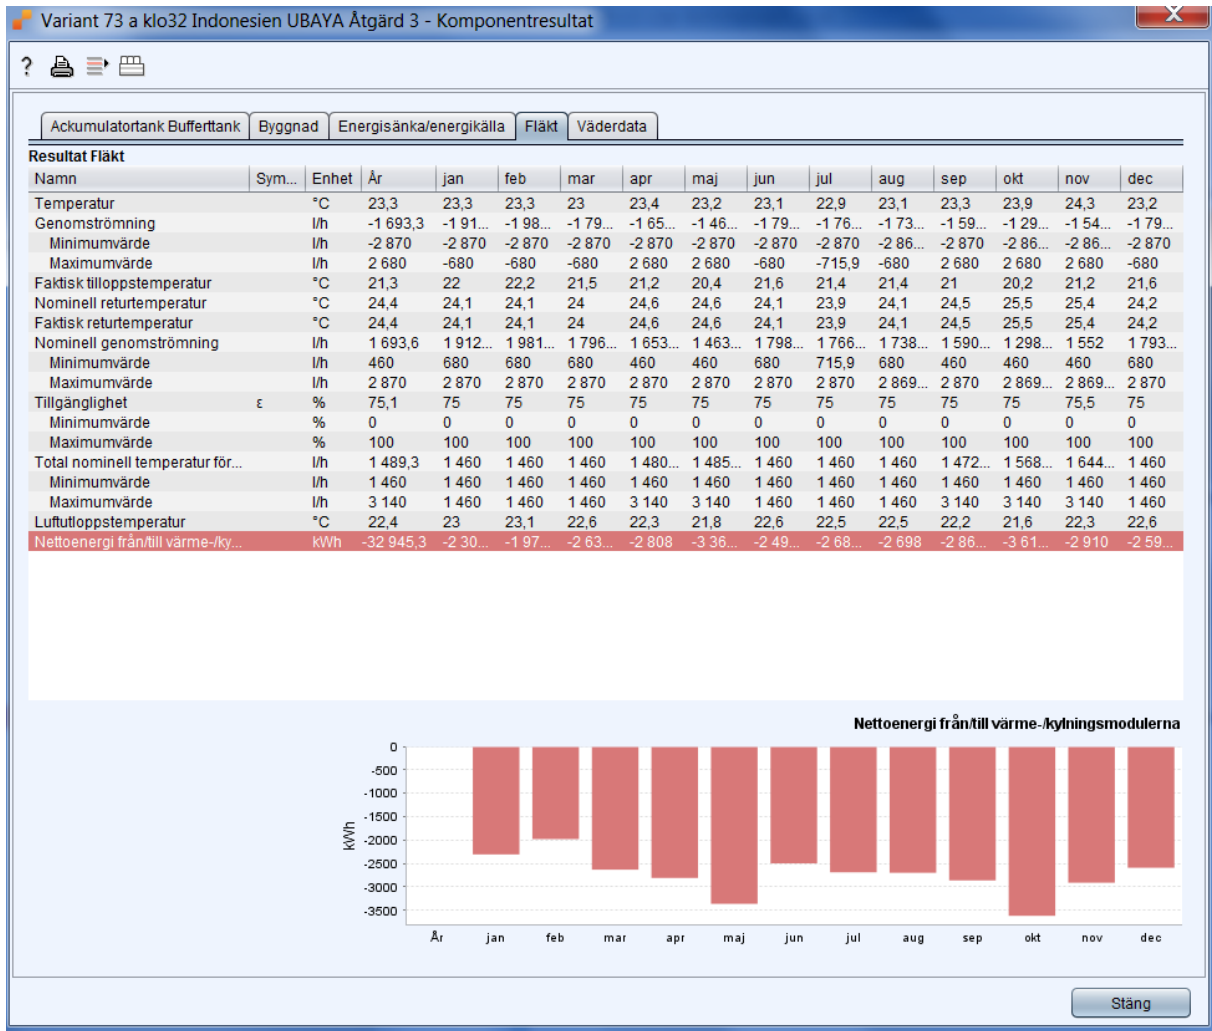 Variant 73 a klo32 Indonesien UBAYA Åtgärd 3 - Komponentresultat
?
Ackumulatortank Bufferttank Byggnad Energisänka/energikälla Fläkt Väderdata
Resultat Fläkt
Namn Sym... Enhet År jan feb mar apr maj jun jul aug sep okt nov dec
Temperatur °C 23,3 23,3 23,3 23 23,4 23,2 23,1 22,9 23,1 23,3 23,9 24,3 23,2
Genomströmning l/h -1 693,3 -1 91... -1 98... -1 79... -1 65... -1 46... -1 79... -1 76... -1 73... -1 59... -1 29... -1 54... -1 79...
Minimumvärde l/h -2 870 -2 870 -2 870 -2 870 -2 870 -2 870 -2 870 -2 870 -2 86... -2 870 -2 86... -2 86... -2 870
Maximumvärde l/h 2 680 -680 -680 -680 2 680 2 680 -680 -715,9 -680 2 680 2 680 2 680 -680
Faktisk tilloppstemperatur °C 21,3 22 22,2 21,5 21,2 20,4 21,6 21,4 21,4 21 20,2 21,2 21,6
Nominell returtemperatur °C 24,4 24,1 24,1 24 24,6 24,6 24,1 23,9 24,1 24,5 25,5 25,4 24,2
Faktisk returtemperatur °C 24,4 24,1 24,1 24 24,6 24,6 24,1 23,9 24,1 24,5 25,5 25,4 24,2
Nominell genomströmning l/h 1 693,6 1 912... 1 981... 1 796... 1 653... 1 463... 1 798... 1 766... 1 738... 1 590... 1 298... 1 552 1 793...
Minimumvärde l/h 460 680 680 680 460 460 680 715,9 680 460 460 460 680
Maximumvärde l/h 2 870 2 870 2 870 2 870 2 870 2 870 2 870 2 870 2 869... 2 870 2 869... 2 869... 2 870
Tillgänglighet ε % 75,1 75 75 75 75 75 75 75 75 75 75 75,5 75
Minimumvärde % 0 0 0 0 0 0 0 0 0 0 0 0 0
Maximumvärde % 100 100 100 100 100 100 100 100 100 100 100 100 100
Total nominell temperatur för... l/h 1 489,3 1 460 1 460 1 460 1 480... 1 485... 1 460 1 460 1 460 1 472... 1 568... 1 644... 1 460
Minimumvärde l/h 1 460 1 460 1 460 1 460 1 460 1 460 1 460 1 460 1 460 1 460 1 460 1 460 1 460
Maximumvärde l/h 3 140 1 460 1 460 1 460 3 140 3 140 1 460 1 460 1 460 3 140 3 140 3 140 1 460
Luftutloppstemperatur °C 22,4 23 23,1 22,6 22,3 21,8 22,6 22,5 22,5 22,2 21,6 22,3 22,6
Nettoenergi från/till värme-/ky... kWh -32 945,3 -2 30... -1 97... -2 63... -2 808 -3 36... -2 49... -2 68... -2 698 -2 86... -3 61... -2 910 -2 59...
Nettoenergi från/till värme-/kylningsmodulerna
0
-500
-1000
-1500
-2000
-2500
-3000
-3500
kWh
År jan feb mar apr maj jun jul aug sep okt nov dec
Stäng